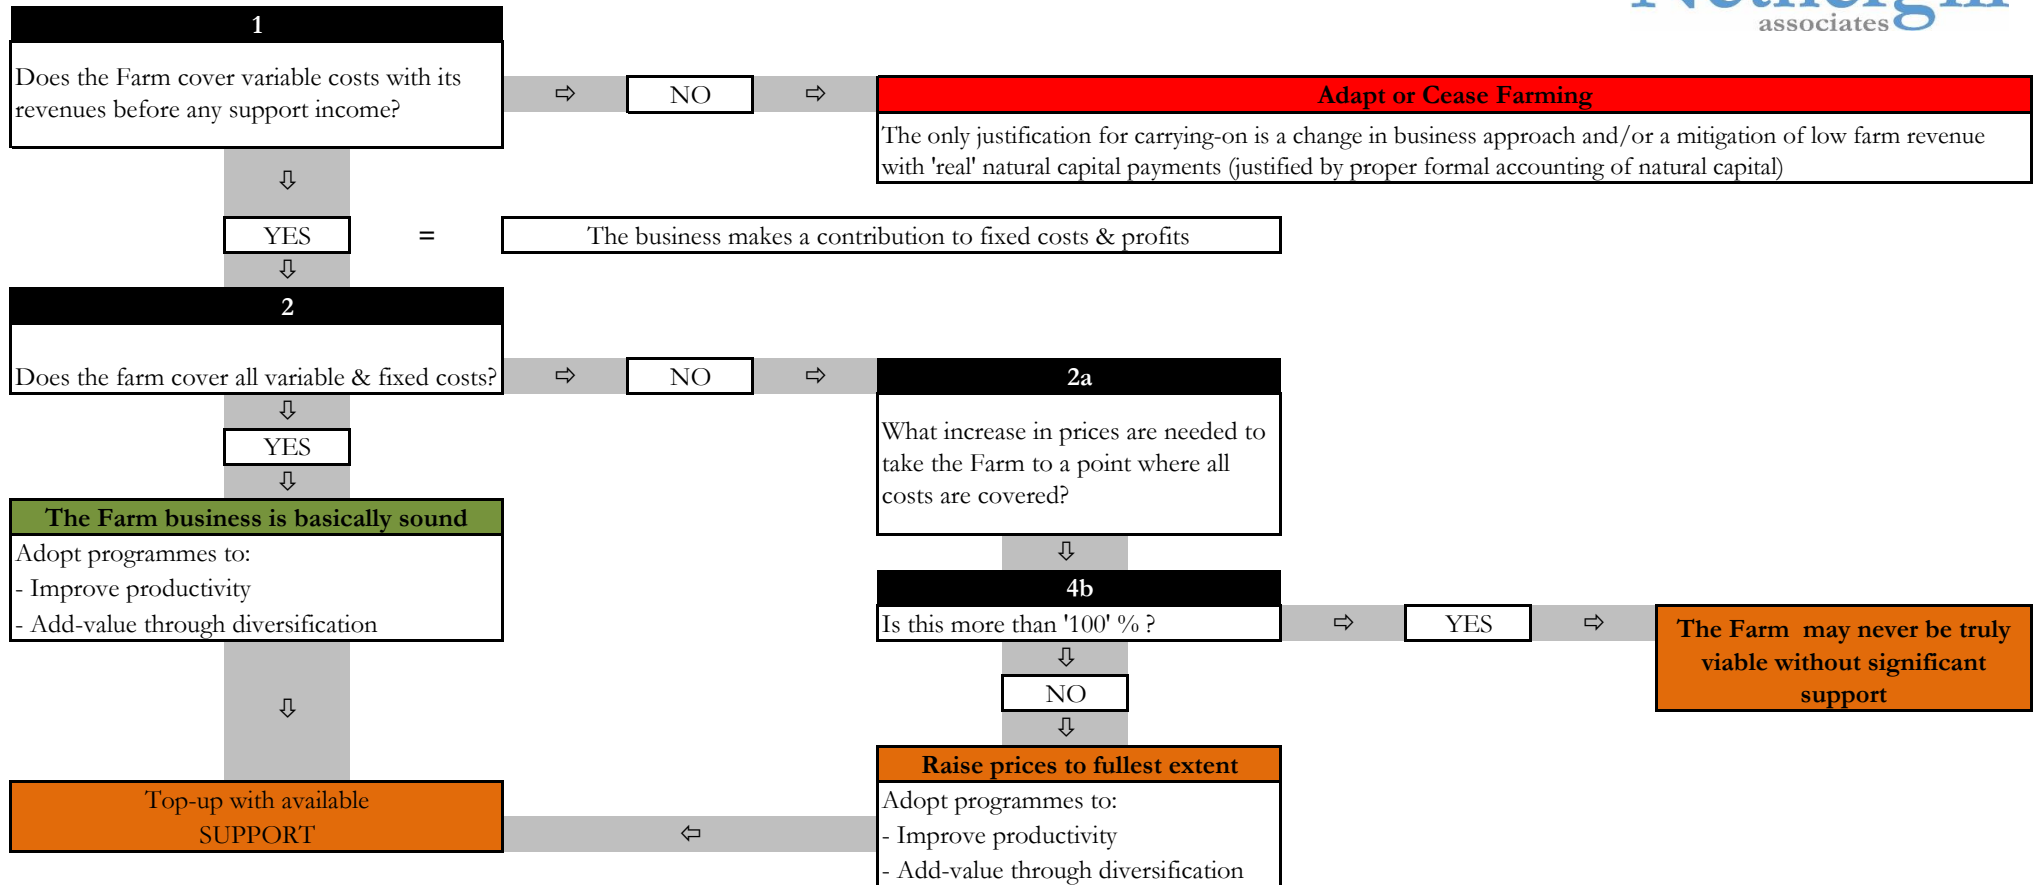 associates
1
Does the Farm cover variable costs with its
revenues before any support income?
⇨
NO
⇨
Adapt or Cease Farming
The only justification for carrying-on is a change in business approach and/or a mitigation of low farm revenue
with 'real' natural capital payments (justified by proper formal accounting of natural capital)
⇩
YES
=
The business makes a contribution to fixed costs & profits
⇩
2
Does the farm cover all variable & fixed costs?
⇨
NO
⇨
2a
What increase in prices are needed to
take the Farm to a point where all
costs are covered?
⇩
YES
⇩
The Farm business is basically sound
Adopt programmes to:
- Improve productivity
- Add-value through diversification
⇩
4b
Is this more than '100' % ?
⇨
YES
⇨
The Farm may never be truly
viable without significant
support
⇩
NO
⇩
Raise prices to fullest extent
Adopt programmes to:
- Improve productivity
- Add-value through diversification
⇦
⇩
Top-up with available
SUPPORT